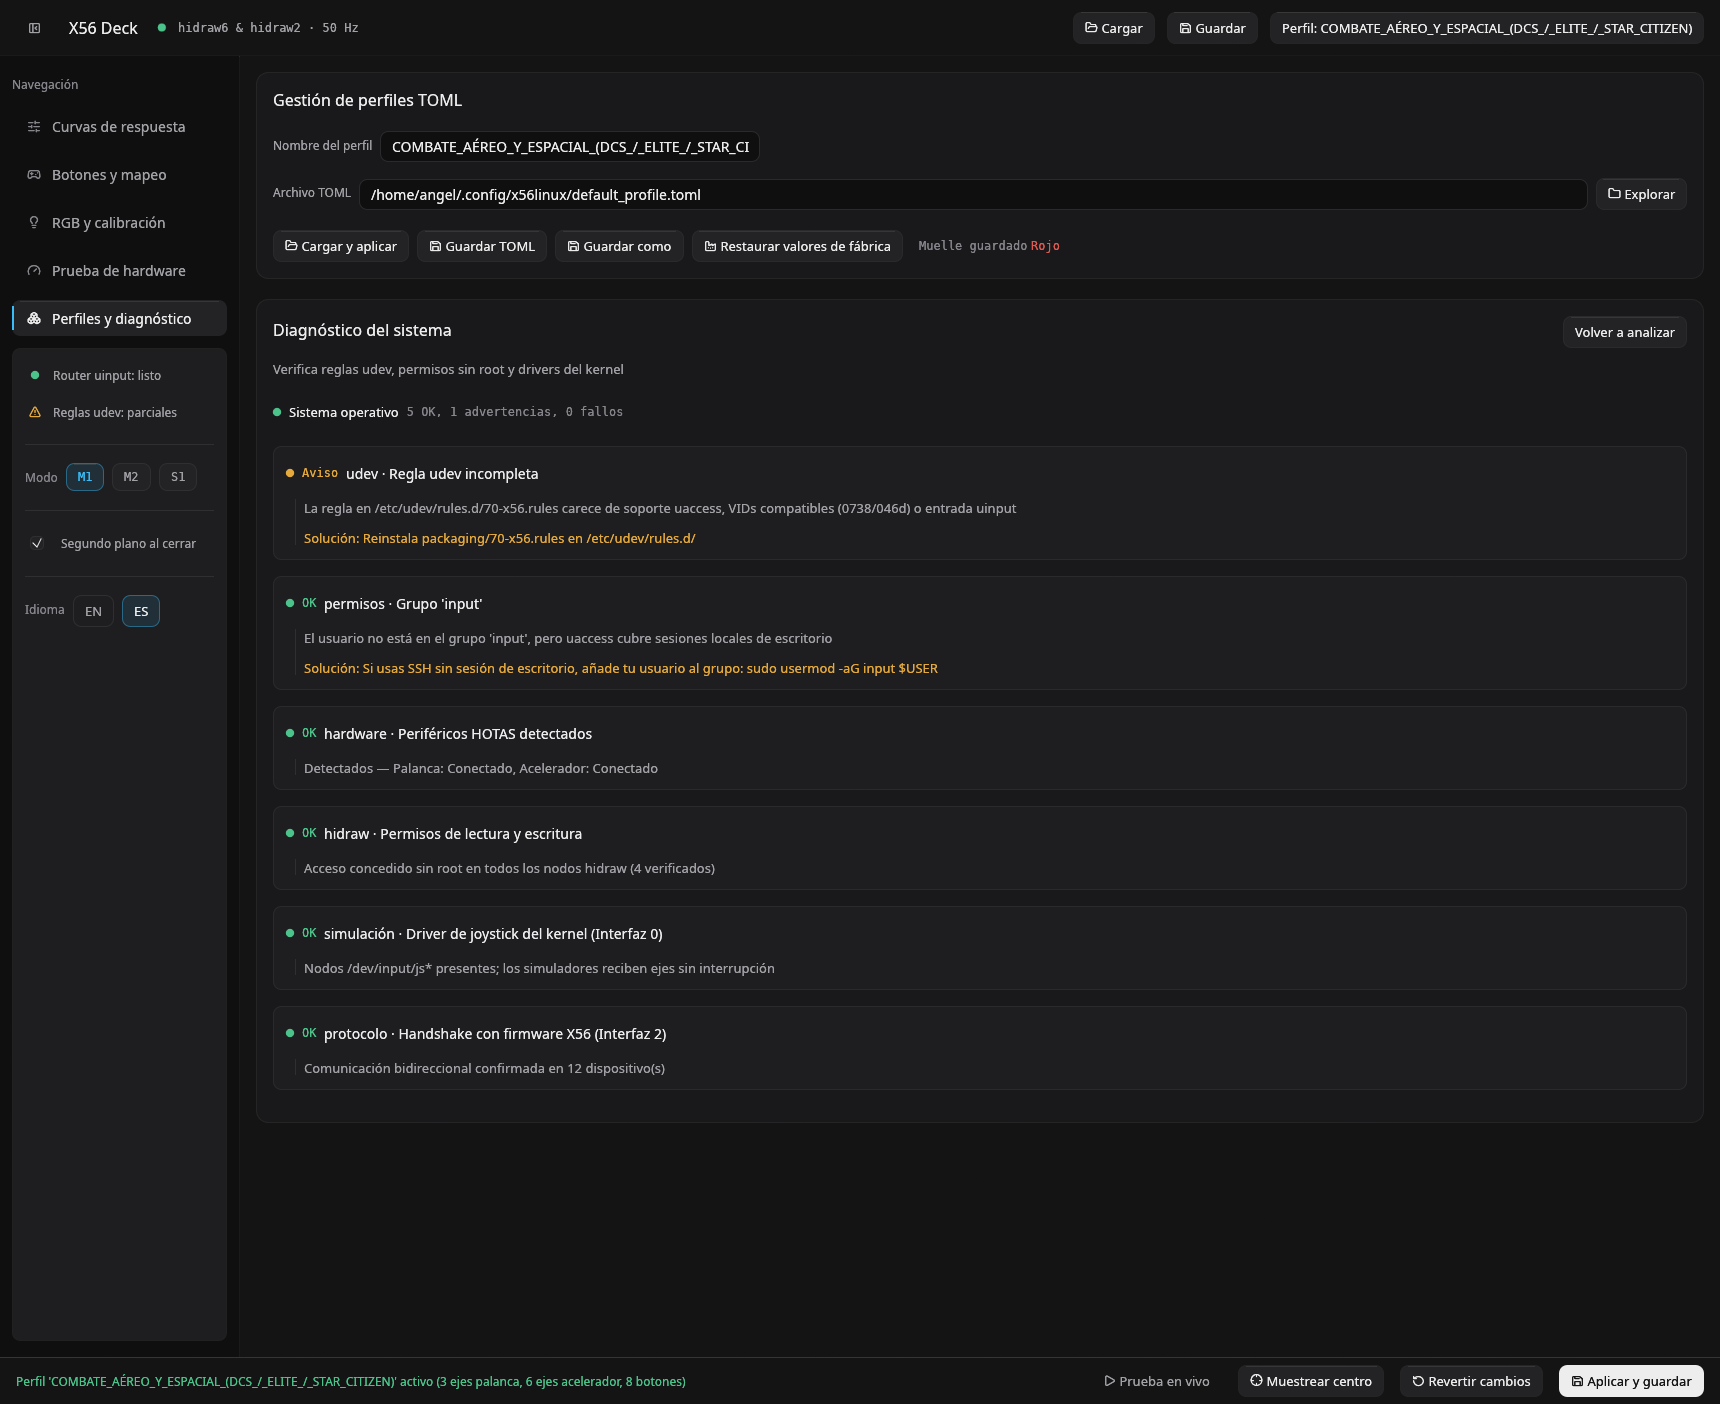 X56 Deck
hidraw6 & hidraw2 · 50 Hz
Cargar
Guardar
Perfil: COMBATE_AÉREO_Y_ESPACIAL_(DCS_/_ELITE_/_STAR_CITIZEN)
Navegación
Curvas de respuesta
Botones y mapeo
RGB y calibración
Prueba de hardware
Perfiles y diagnóstico
Router uinput: listo
Reglas udev: parciales
Modo M1 M2 S1
Segundo plano al cerrar
Idioma EN ES
Gestión de perfiles TOML
Nombre del perfil COMBATE_AÉREO_Y_ESPACIAL_(DCS_/_ELITE_/_STAR_CI
Archivo TOML /home/angel/.config/x56linux/default_profile.toml Explorar
Cargar y aplicar Guardar TOML Guardar como Restaurar valores de fábrica Muelle guardado Rojo
Diagnóstico del sistema
Volver a analizar
Verifica reglas udev, permisos sin root y drivers del kernel
Sistema operativo 5 OK, 1 advertencias, 0 fallos
Aviso udev · Regla udev incompleta
La regla en /etc/udev/rules.d/70-x56.rules carece de soporte uaccess, VIDs compatibles (0738/046d) o entrada uinput
Solución: Reinstala packaging/70-x56.rules en /etc/udev/rules.d/
OK permisos · Grupo 'input'
El usuario no está en el grupo 'input', pero uaccess cubre sesiones locales de escritorio
Solución: Si usas SSH sin sesión de escritorio, añade tu usuario al grupo: sudo usermod -aG input $USER
OK hardware · Periféricos HOTAS detectados
Detectados — Palanca: Conectado, Acelerador: Conectado
OK hidraw · Permisos de lectura y escritura
Acceso concedido sin root en todos los nodos hidraw (4 verificados)
OK simulación · Driver de joystick del kernel (Interfaz 0)
Nodos /dev/input/js* presentes; los simuladores reciben ejes sin interrupción
OK protocolo · Handshake con firmware X56 (Interfaz 2)
Comunicación bidireccional confirmada en 12 dispositivo(s)
Perfil 'COMBATE_AÉREO_Y_ESPACIAL_(DCS_/_ELITE_/_STAR_CITIZEN)' activo (3 ejes palanca, 6 ejes acelerador, 8 botones)
Prueba en vivo
Muestrear centro
Revertir cambios
Aplicar y guardar